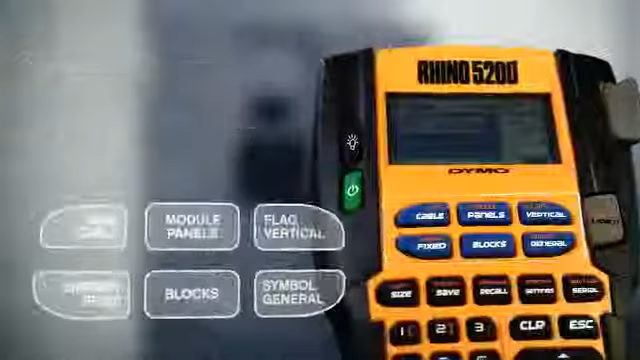 RHINO 5200
DYMO
CABLE PANELS VERTICAL
FIXED BLOCKS GENERAL
SIZE SAVE RECALL SETTINGS SERIAL
1 2 3 CLR ESC
MODULE
PANELS
FLAG
VERTICAL
BLOCKS
SYMBOL
GENERAL